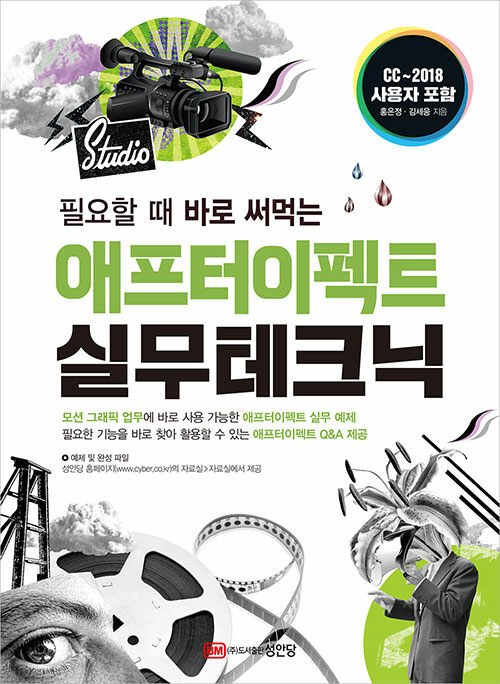 CC~2018
사용자 포함
홍은정 · 김세웅 지음
Studio
필요할 때 바로 써먹는
애프터이펙트
실무테크닉
모션 그래픽 업무에 바로 사용 가능한 애프터이펙트 실무 예제
필요한 기능을 바로 찾아 활용할 수 있는 애프터이펙트 Q&A 제공
예제 및 완성 파일
성안당 홈페이지(www.cyber.co.kr)의 자료실>자료실에서 제공
BM (주)도서출판 성안당